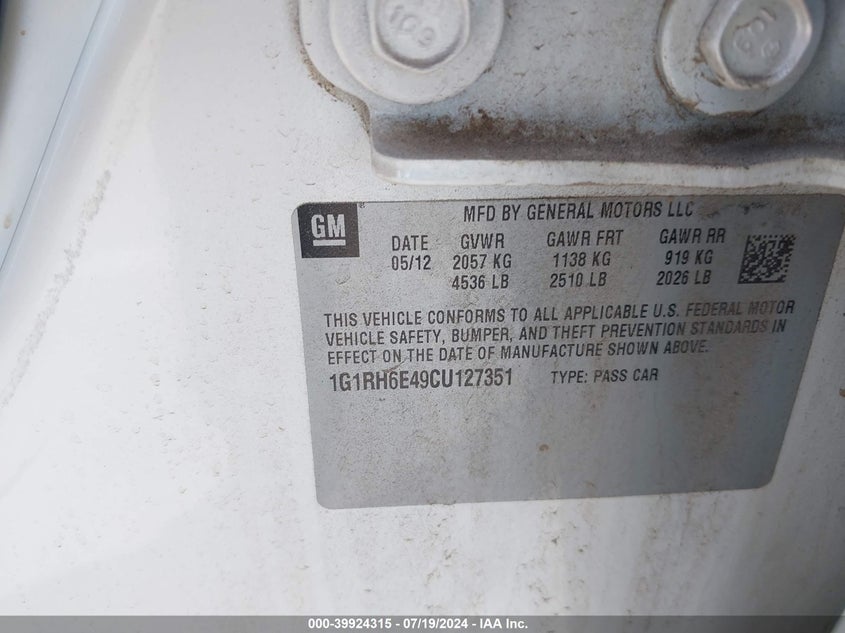 109
109
GM
MFD BY GENERAL MOTORS LLC
DATE GVWR GAWR FRT GAWR RR
05/12 2057 KG 1138 KG 919 KG
4536 LB 2510 LB 2026 LB
THIS VEHICLE CONFORMS TO ALL APPLICABLE U.S. FEDERAL MOTOR
VEHICLE SAFETY, BUMPER, AND THEFT PREVENTION STANDARDS IN
EFFECT ON THE DATE OF MANUFACTURE SHOWN ABOVE.
1G1RH6E49CU127351 TYPE: PASS CAR
000-39924315 - 07/19/2024 - IAA Inc.